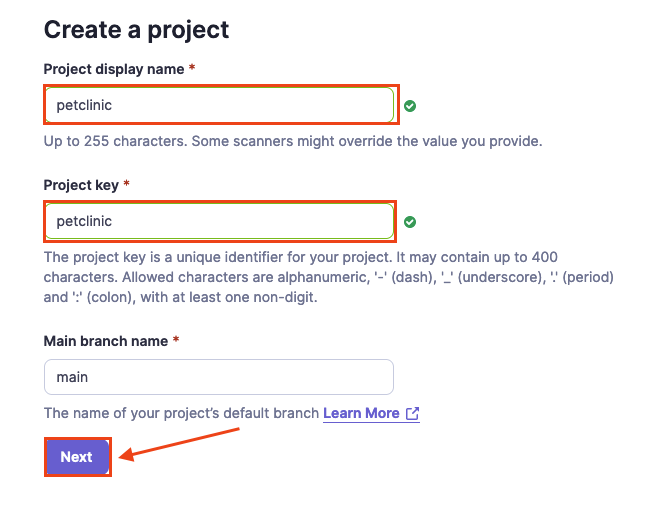 Create a project
Project display name *
petclinic
Up to 255 characters. Some scanners might override the value you provide.
Project key *
petclinic
The project key is a unique identifier for your project. It may contain up to 400
characters. Allowed characters are alphanumeric, '-' (dash), '_' (underscore), '.' (period)
and ':' (colon), with at least one non-digit.
Main branch name *
main
The name of your project’s default branch Learn More
Next